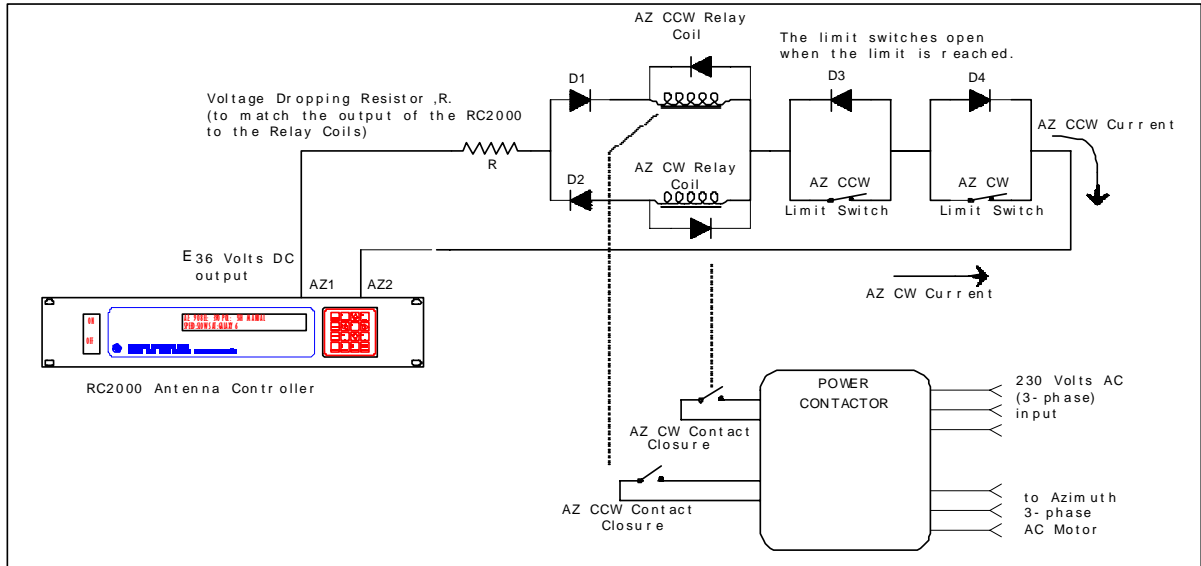 AZ CCW Relay
Coil
The limit switches open
when the limit is reached.
D1
D3
D4
Voltage Dropping Resistor ,R.
(to match the output of the RC2000
to the Relay Coils)
AZ CCW Current
R
D2
AZ CW Relay
Coil
AZ CCW
Limit Switch
AZ CW
Limit Switch
E36 Volts DC
output
AZ1
AZ2
AZ CW Current
ON
OFF
RC2000 Antenna Controller
POWER
CONTACTOR
230 Volts AC
(3-phase)
input
AZ CW Contact
Closure
AZ CCW Contact
Closure
to Azimuth
3-phase
AC Motor